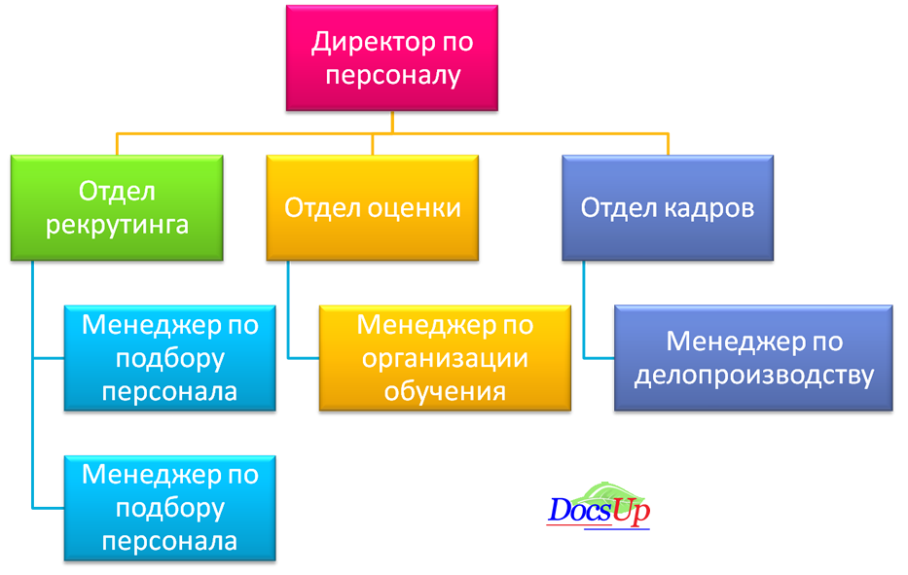 Директор по
персоналу
Отдел
рекрутинга
Отдел оценки
Отдел кадров
Менеджер по
подбору
персонала
Менеджер по
организации
обучения
Менеджер по
делопроизводству
Менеджер по
подбору
персонала
DocsUp